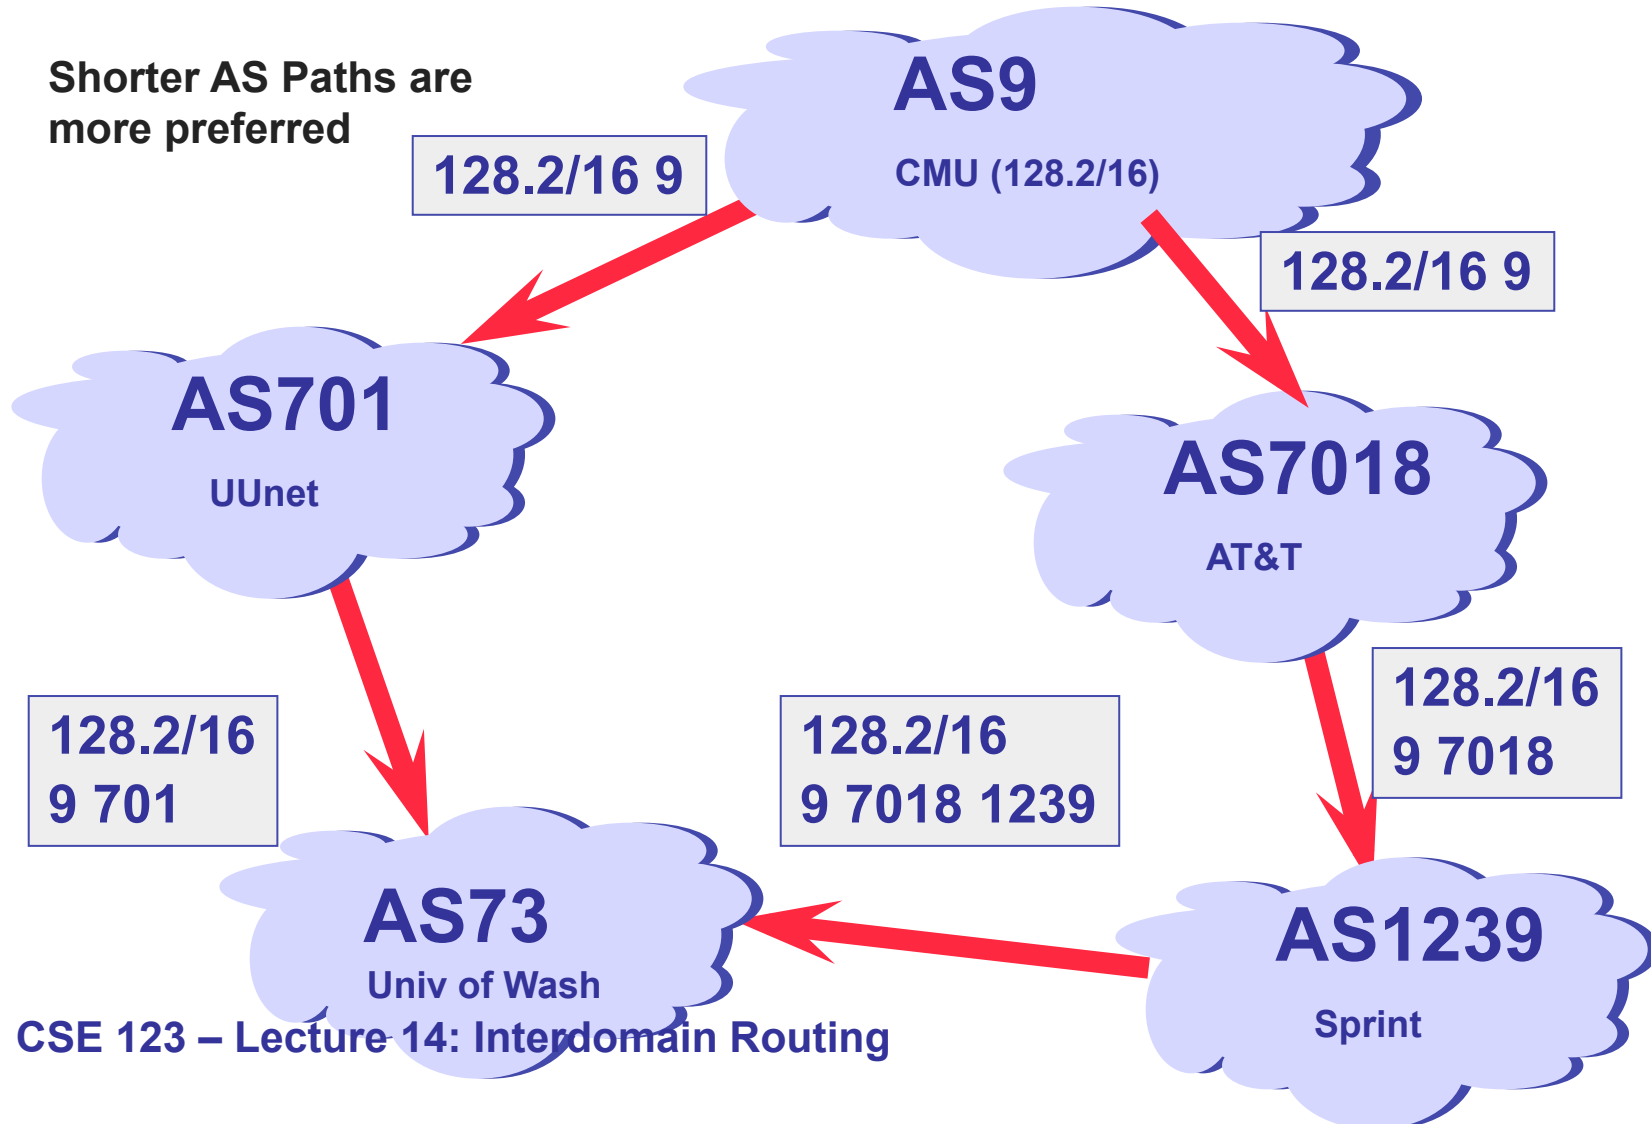 Shorter AS Paths are
more preferred
AS9
CMU (128.2/16)
128.2/16 9
128.2/16 9
AS701
UUnet
AS7018
AT&T
128.2/16
9 701
128.2/16
9 7018 1239
128.2/16
9 7018
AS73
Univ of Wash
AS1239
Sprint
CSE 123 – Lecture 14: Interdomain Routing